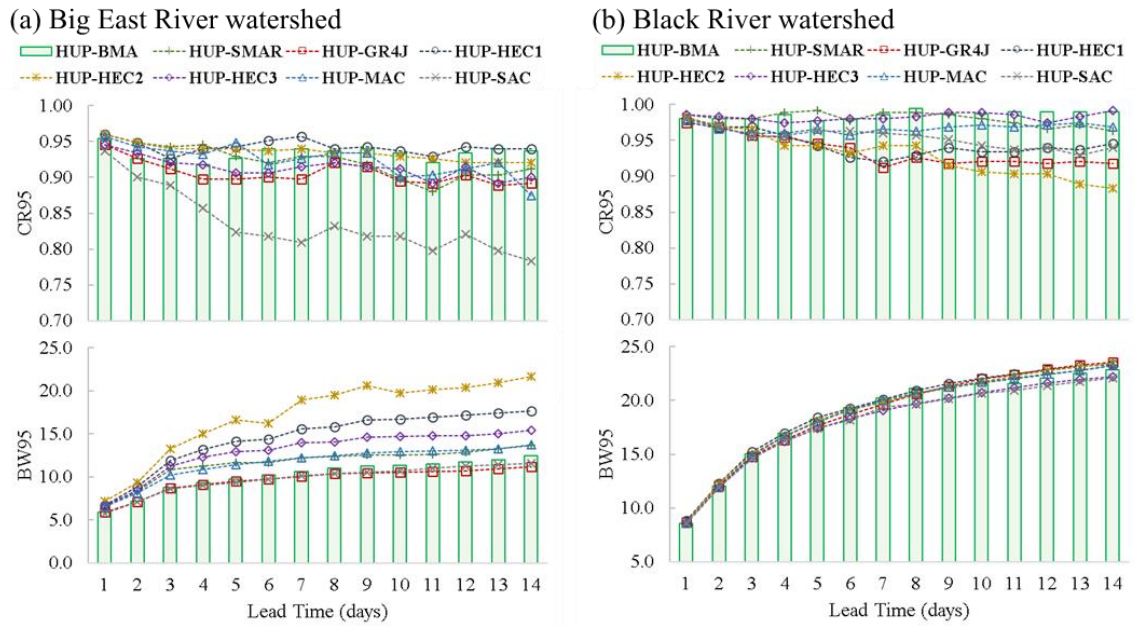 (a) Big East River watershed
HUP-BMA HUP-SMAR HUP-GR4J HUP-HEC1
HUP-HEC2 HUP-HEC3 HUP-MAC HUP-SAC
CR95
1.00
0.95
0.90
0.85
0.80
0.75
0.70
BW95
25.0
20.0
15.0
10.0
5.0
0.0
1 2 3 4 5 6 7 8 9 10 11 12 13 14
Lead Time (days)
(b) Black River watershed
HUP-BMA HUP-SMAR HUP-GR4J HUP-HEC1
HUP-HEC2 HUP-HEC3 HUP-MAC HUP-SAC
CR95
1.00
0.95
0.90
0.85
0.80
0.75
0.70
BW95
25.0
20.0
15.0
10.0
5.0
1 2 3 4 5 6 7 8 9 10 11 12 13 14
Lead Time (days)